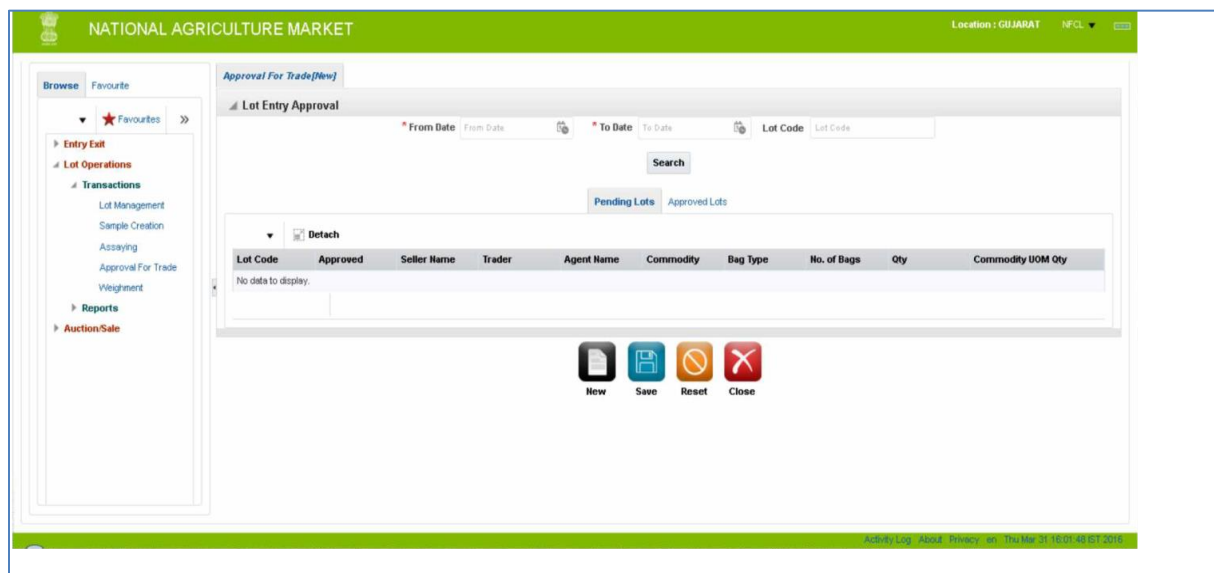 NATIONAL AGRICULTURE MARKET
Location : GUJARAT NFCL
Browse Favourite
Favourites »
Entry Exit
Lot Operations
Transactions
Lot Management
Sample Creation
Assaying
Approval For Trade
Weighment
Reports
Auction/Sale
Approval For Trade[New]
Lot Entry Approval
* From Date From Date * To Date To Date Lot Code Lot Code
Search
Pending Lots Approved Lots
Detach
Lot Code Approved Seller Name Trader Agent Name Commodity Bag Type No. of Bags Qty Commodity UOM Qty
No data to display.
New Save Reset Close
Activity Log About Privacy en Thu Mar 31 16:01:48 IST 2016